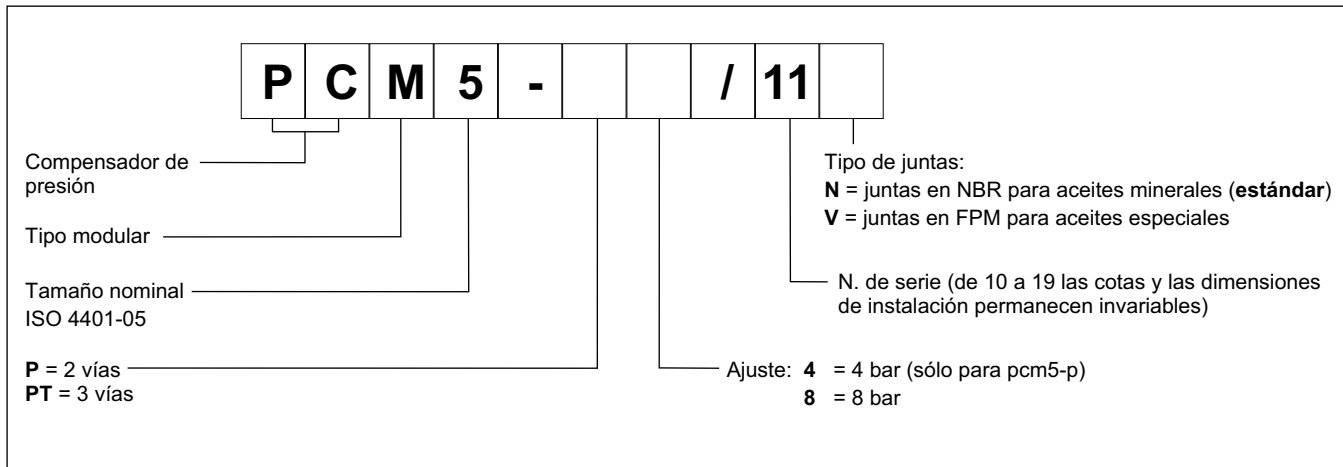 P C M 5 - / 11
Compensador de
presión
Tipo modular
Tamaño nominal
ISO 4401-05
P = 2 vías
PT = 3 vías
Tipo de juntas:
N = juntas en NBR para aceites minerales (estándar)
V = juntas en FPM para aceites especiales
N. de serie (de 10 a 19 las cotas y las dimensiones
de instalación permanecen invariables)
Ajuste: 4 = 4 bar (sólo para pcm5-p)
8 = 8 bar